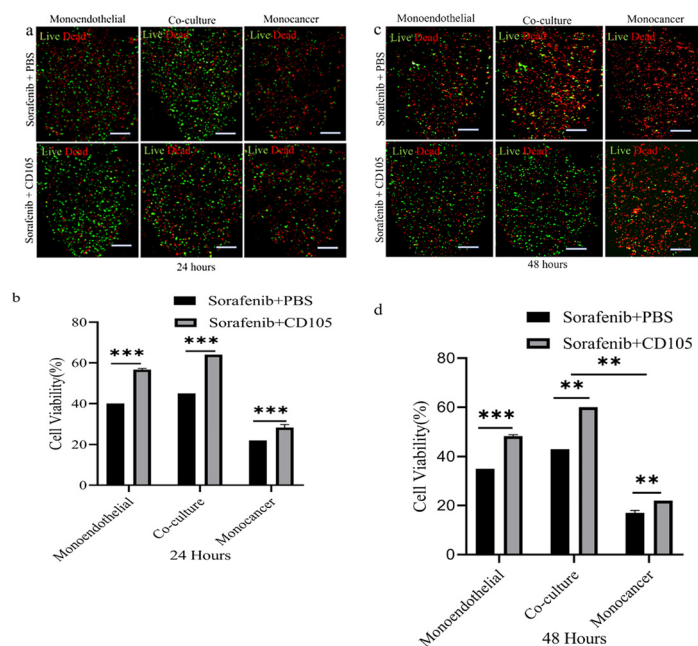 a
Monoendothelial Co-culture Monocancer
Sorafenib + PBS
Live Dead Live Dead Live Dead
Sorafenib + CD105
Live Dead Live Dead Live Dead
24 hours
c
Monoendothelial Co-culture Monocancer
Sorafenib + PBS
Live Dead Live Dead Live Dead
Sorafenib + CD105
Live Dead Live Dead Live Dead
48 hours
b
Sorafenib+PBS
Sorafenib+CD105
Cell Viability(%)
80
60
40
20
0
*** *** ***
Monoendothelial
Co-culture
Monocancer
24 Hours
d
Sorafenib+PBS
Sorafenib+CD105
Cell Viability(%)
80
60
40
20
0
*** ** ** **
Monoendothelial
Co-culture
Monocancer
48 Hours